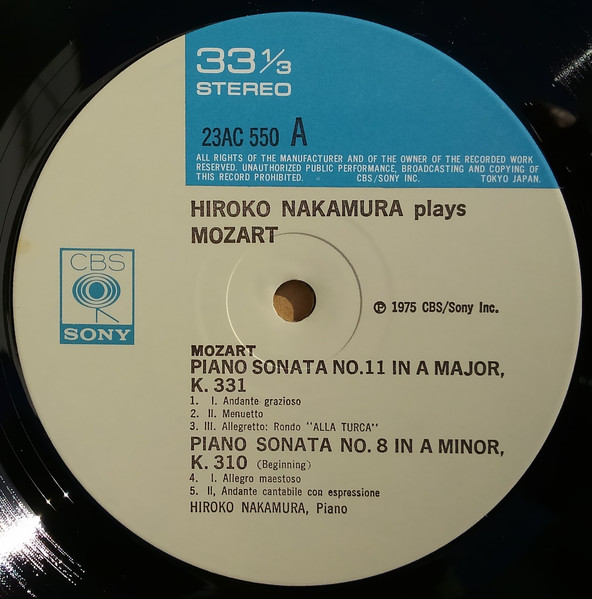 33 1/3
STEREO
23AC 550 A
ALL RIGHTS OF THE MANUFACTURER AND OF THE OWNER OF THE RECORDED WORK
RESERVED. UNAUTHORIZED PUBLIC PERFORMANCE, BROADCASTING AND COPYING OF
THIS RECORD PROHIBITED. CBS/SONY INC. TOKYO JAPAN.
HIROKO NAKAMURA plays
MOZART
CBS
SONY
℗ 1975 CBS/Sony Inc.
MOZART
PIANO SONATA NO.11 IN A MAJOR,
K. 331
1. I. Andante grazioso
2. II. Menuetto
3. III. Allegretto: Rondo "ALLA TURCA"
PIANO SONATA NO. 8 IN A MINOR,
K. 310 (Beginning)
4. I. Allegro maestoso
5. II, Andante cantabile con espressione
HIROKO NAKAMURA, Piano